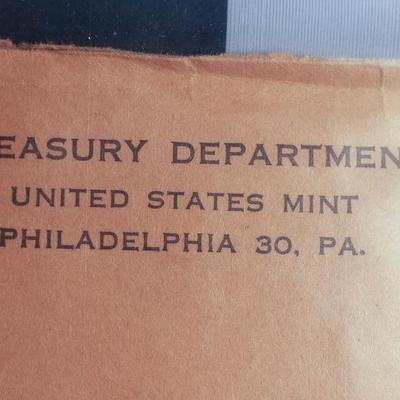 EASURY DEPARTMEN
UNITED STATES MINT
PHILADELPHIA 30, PA.